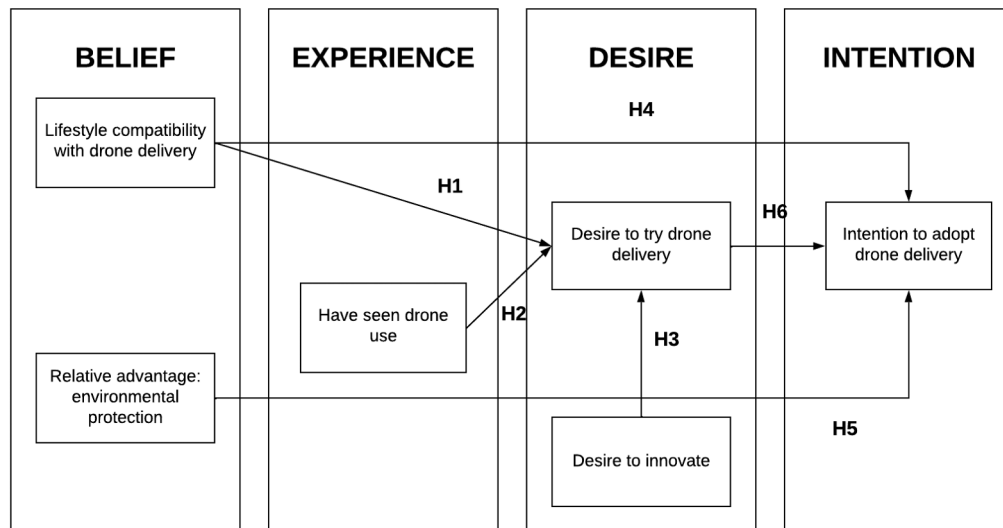 BELIEF
EXPERIENCE
DESIRE
INTENTION
Lifestyle compatibility
with drone delivery
H4
H1
Desire to try drone
delivery
H6
Intention to adopt
drone delivery
Have seen drone
use
H2
H3
Relative advantage:
environmental
protection
H5
Desire to innovate